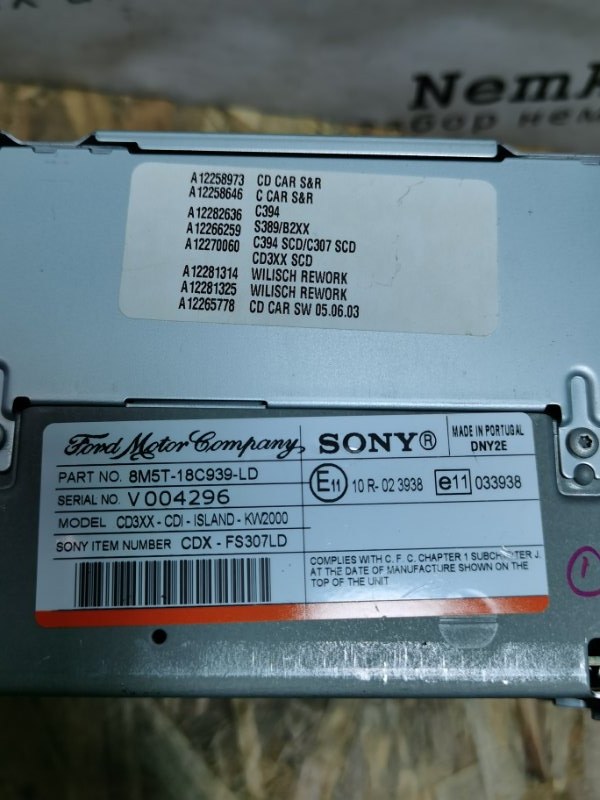 Nemk
бор нем
A12258973 CD CAR S&R
A12258646 C CAR S&R
A12282636 C394
A12266259 S389/B2XX
A12270060 C394 SCD/C307 SCD
CD3XX SCD
A12281314 WILISCH REWORK
A12281325 WILISCH REWORK
A12265778 CD CAR SW 05.06.03
Ford Motor Company, SONY® MADE IN PORTUGAL
DNY2E
PART NO. 8M5T-18C939-LD
SERIAL NO. V004296
MODEL CD3XX - CDI - ISLAND - KW2000
SONY ITEM NUMBER CDX - FS307LD
E11 10 R- 02 3938 e11 033938
COMPLIES WITH C. F. C. CHAPTER 1 SUBCHAPTER J.
AT THE DATE OF MANUFACTURE SHOWN ON THE
TOP OF THE UNIT
1